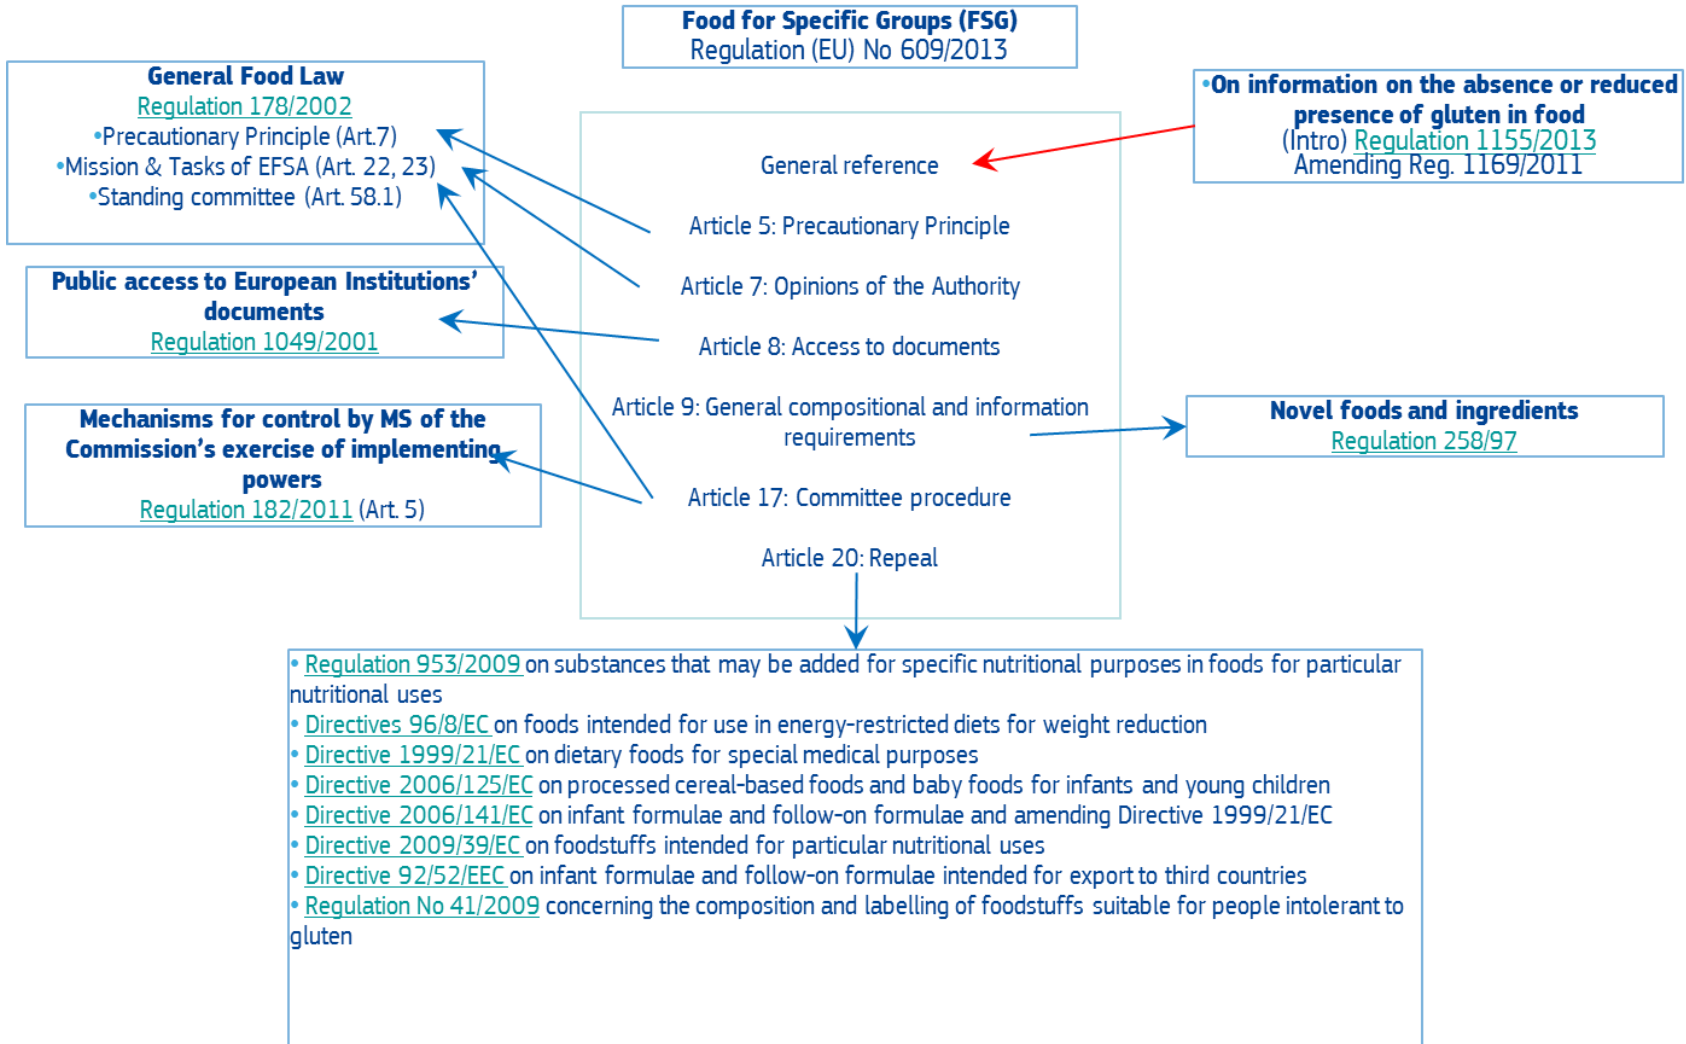 Food for Specific Groups (FSG)
Regulation (EU) No 609/2013
General Food Law
Regulation 178/2002
•Precautionary Principle (Art.7)
•Mission & Tasks of EFSA (Art. 22, 23)
•Standing committee (Art. 58.1)
Public access to European Institutions'
documents
Regulation 1049/2001
Mechanisms for control by MS of the
Commission's exercise of implementing
powers
Regulation 182/2011 (Art. 5)
General reference
Article 5: Precautionary Principle
Article 7: Opinions of the Authority
Article 8: Access to documents
Article 9: General compositional and information
requirements
Article 17: Committee procedure
Article 20: Repeal
•On information on the absence or reduced
presence of gluten in food
(Intro) Regulation 1155/2013
Amending Reg. 1169/2011
Novel foods and ingredients
Regulation 258/97
• Regulation 953/2009 on substances that may be added for specific nutritional purposes in foods for particular
nutritional uses
• Directives 96/8/EC on foods intended for use in energy-restricted diets for weight reduction
• Directive 1999/21/EC on dietary foods for special medical purposes
• Directive 2006/125/EC on processed cereal-based foods and baby foods for infants and young children
• Directive 2006/141/EC on infant formulae and follow-on formulae and amending Directive 1999/21/EC
• Directive 2009/39/EC on foodstuffs intended for particular nutritional uses
• Directive 92/52/EEC on infant formulae and follow-on formulae intended for export to third countries
• Regulation No 41/2009 concerning the composition and labelling of foodstuffs suitable for people intolerant to
gluten